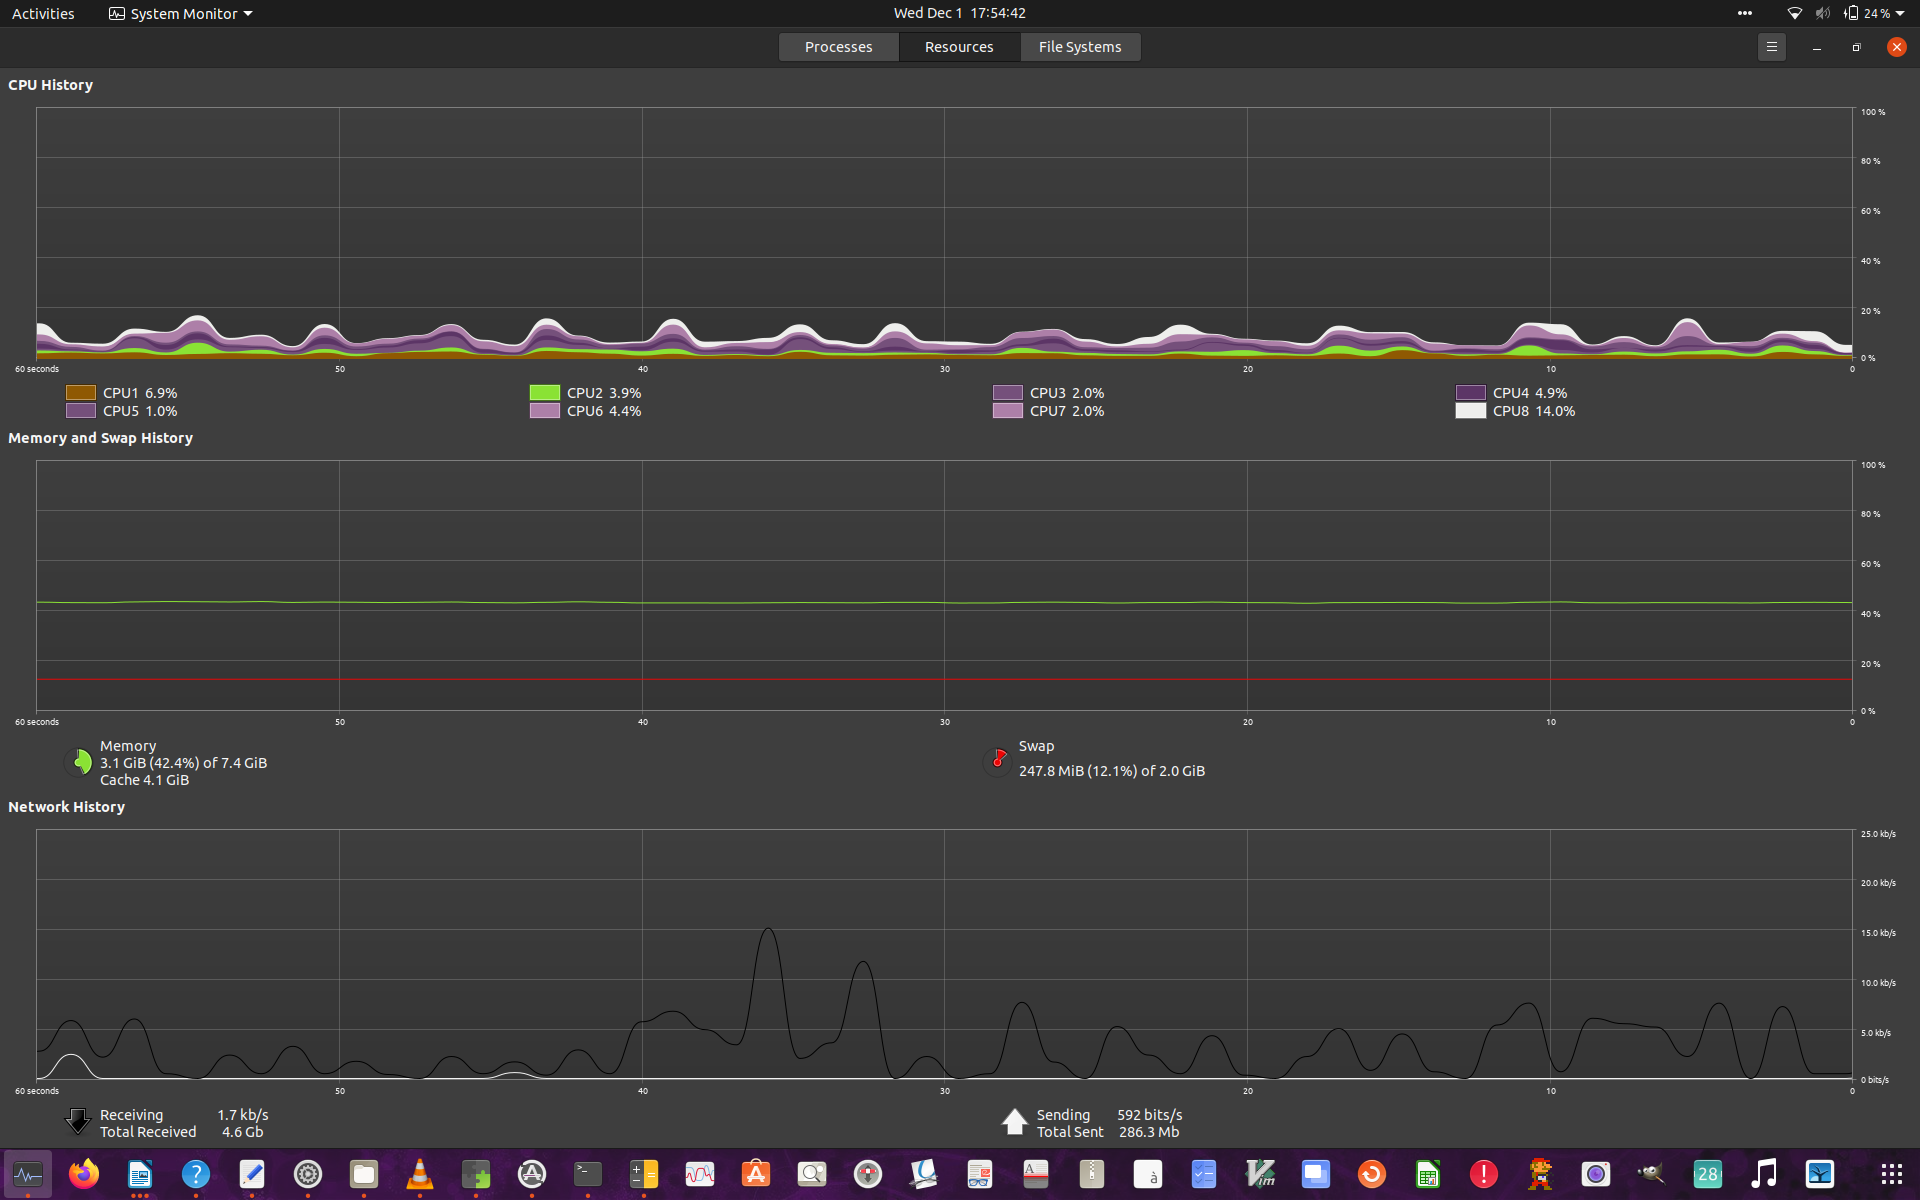 Activities System Monitor Wed Dec 1 17:54:42 24 %
Processes Resources File Systems
CPU History
100 %
80 %
60 %
40 %
20 %
0 %
60 seconds 50 40 30 20 10 0
CPU1 6.9% CPU2 3.9% CPU3 2.0% CPU4 4.9%
CPU5 1.0% CPU6 4.4% CPU7 2.0% CPU8 14.0%
Memory and Swap History
100 %
80 %
60 %
40 %
20 %
0 %
60 seconds 50 40 30 20 10 0
Memory
3.1 GiB (42.4%) of 7.4 GiB
Cache 4.1 GiB
Swap
247.8 MiB (12.1%) of 2.0 GiB
Network History
25.0 kb/s
20.0 kb/s
15.0 kb/s
10.0 kb/s
5.0 kb/s
0 bits/s
60 seconds 50 40 30 20 10 0
Receiving 1.7 kb/s
Total Received 4.6 Gb
Sending 592 bits/s
Total Sent 286.3 Mb
? >_ A à Vim ! 28